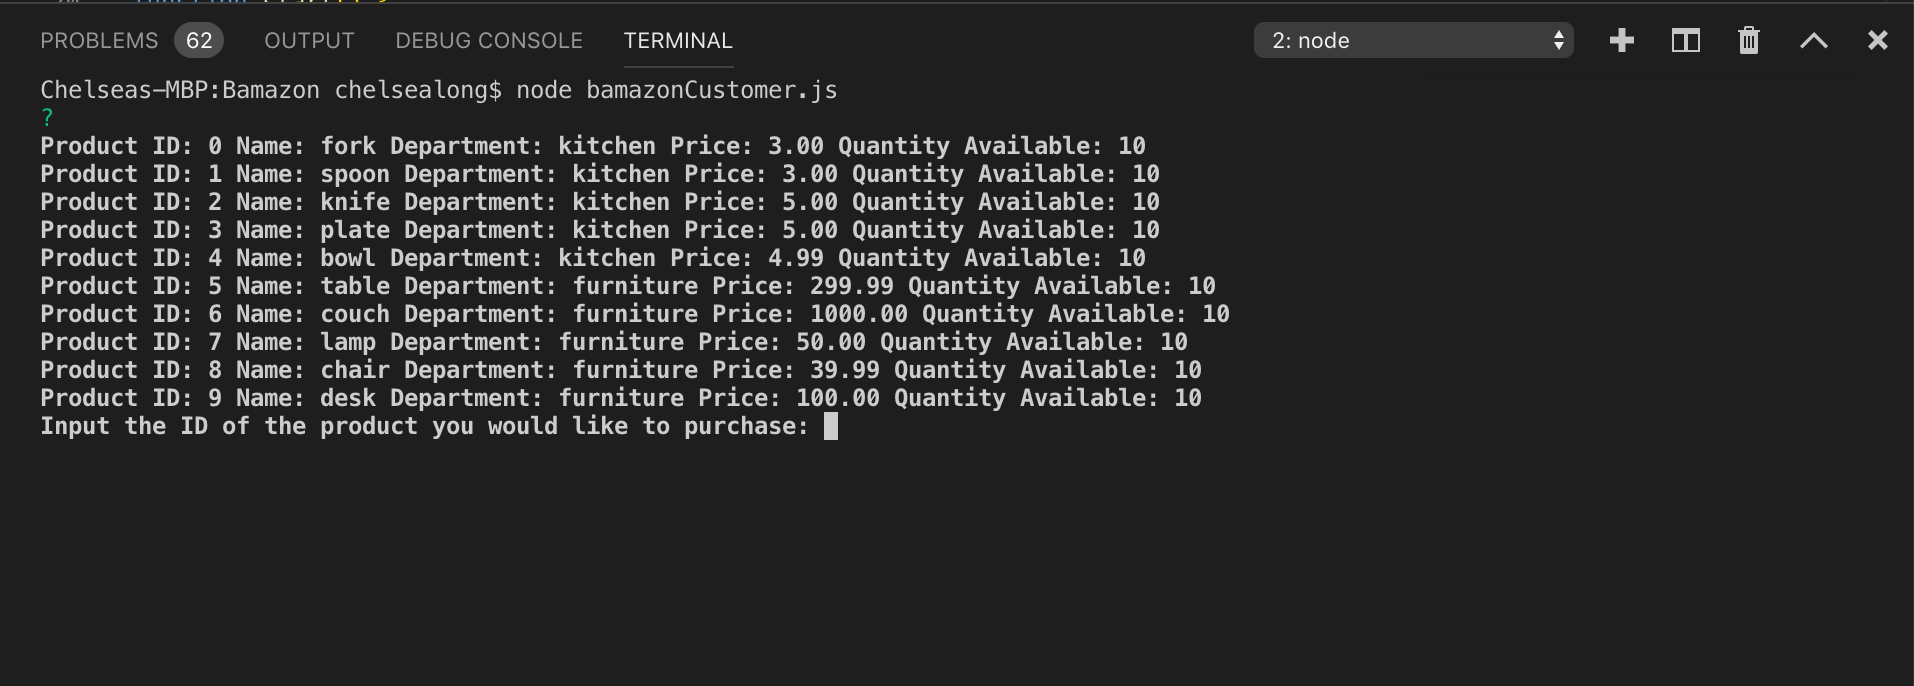 PROBLEMS 62 OUTPUT DEBUG CONSOLE TERMINAL 2: node
Chelseas-MBP:Bamazon chelsealong$ node bamazonCustomer.js
?
Product ID: 0 Name: fork Department: kitchen Price: 3.00 Quantity Available: 10
Product ID: 1 Name: spoon Department: kitchen Price: 3.00 Quantity Available: 10
Product ID: 2 Name: knife Department: kitchen Price: 5.00 Quantity Available: 10
Product ID: 3 Name: plate Department: kitchen Price: 5.00 Quantity Available: 10
Product ID: 4 Name: bowl Department: kitchen Price: 4.99 Quantity Available: 10
Product ID: 5 Name: table Department: furniture Price: 299.99 Quantity Available: 10
Product ID: 6 Name: couch Department: furniture Price: 1000.00 Quantity Available: 10
Product ID: 7 Name: lamp Department: furniture Price: 50.00 Quantity Available: 10
Product ID: 8 Name: chair Department: furniture Price: 39.99 Quantity Available: 10
Product ID: 9 Name: desk Department: furniture Price: 100.00 Quantity Available: 10
Input the ID of the product you would like to purchase: